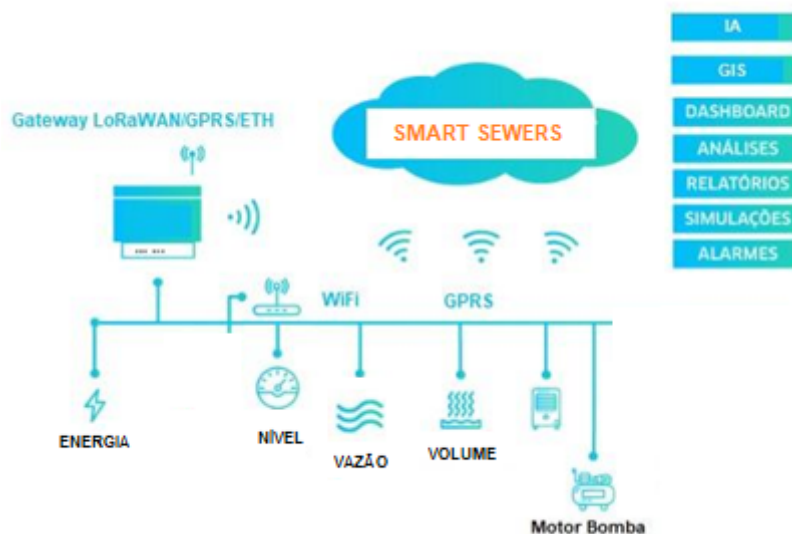 IA
GIS
DASHBOARD
ANÁLISES
RELATÓRIOS
SIMULAÇÕES
ALARMES
Gateway LoRaWAN/GPRS/ETH
SMART SEWERS
WiFi
GPRS
ENERGIA
NÍVEL
VAZÃO
VOLUME
Motor Bomba